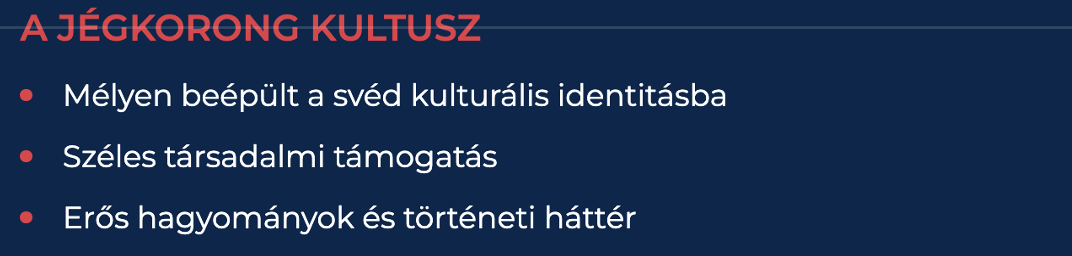 A JÉGKORONG KULTUSZ
• Mélyen beépült a svéd kulturális identitásba
• Széles társadalmi támogatás
• Erős hagyományok és történeti háttér